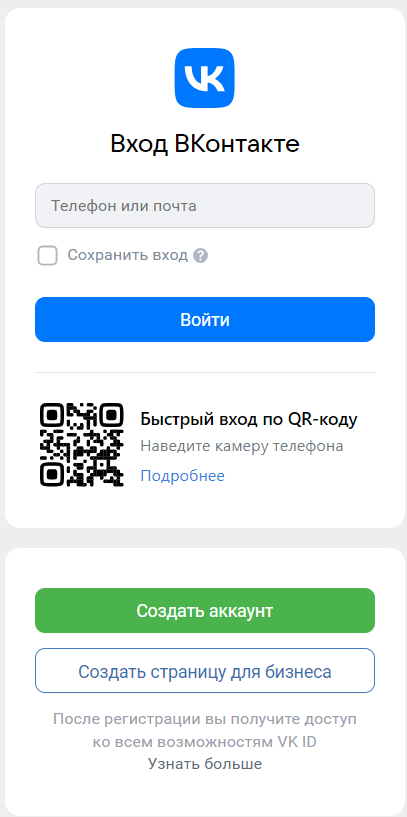 VK
Вход ВКонтакте
Телефон или почта
Сохранить вход ?
Войти
Быстрый вход по QR-коду
Наведите камеру телефона
Подробнее
Создать аккаунт
Создать страницу для бизнеса
После регистрации вы получите доступ
ко всем возможностям VK ID
Узнать больше